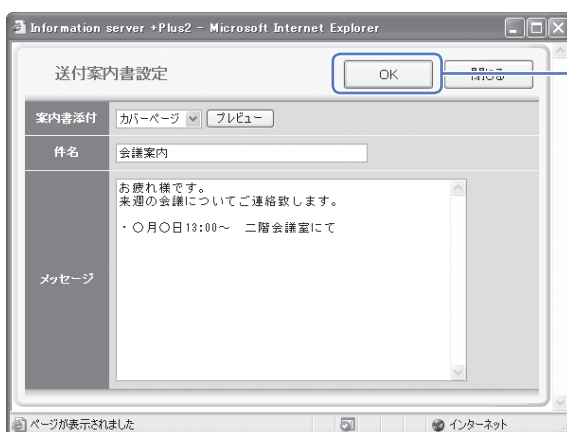 Information server +Plus2 - Microsoft Internet Explorer
送付案内書設定
OK
閉じる
案内書添付
カバーページ
プレビュー
件名
会議案内
メッセージ
お疲れ様です。
来週の会議についてご連絡致します。
・〇月〇日13:00～ 二階会議室にて
ページが表示されました
インターネット